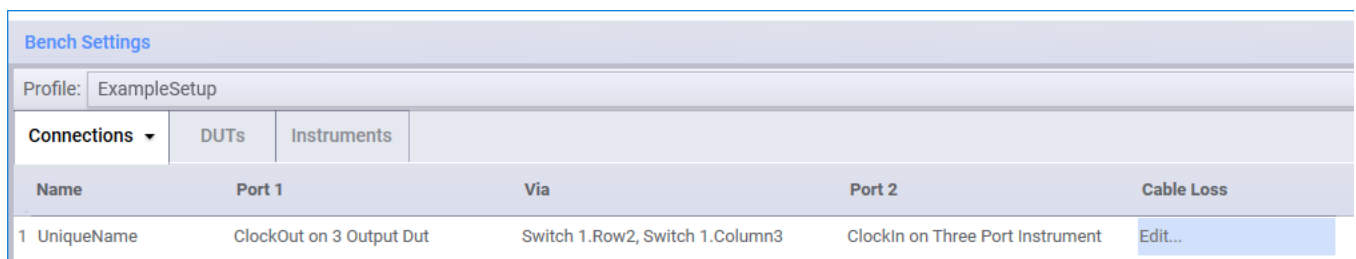 Bench Settings
Profile: ExampleSetup
Connections DUTs Instruments
Name Port 1 Via Port 2 Cable Loss
1 UniqueName ClockOut on 3 Output Dut Switch 1.Row2, Switch 1.Column3 ClockIn on Three Port Instrument Edit...